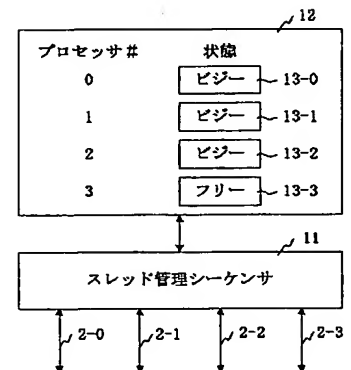 12
プロセッサ# 状態
0 ビジー 13-0
1 ビジー 13-1
2 ビジー 13-2
3 フリー 13-3
11
スレッド管理シーケンサ
2-0 2-1 2-2 2-3